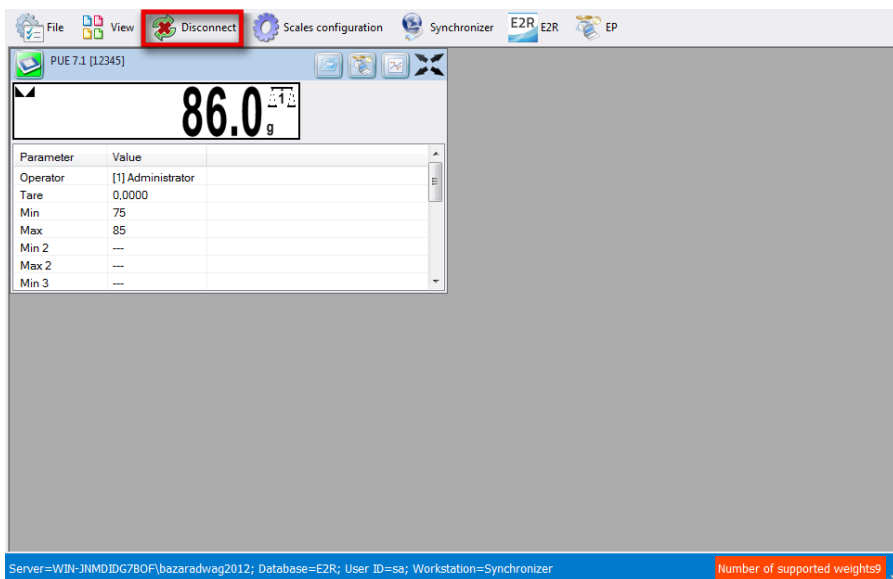 File View Disconnect Scales configuration Synchronizer E2R E2R EP
PUE 7.1 [12345]
86.0 g 1
Parameter Value
Operator [1] Administrator
Tare 0,0000
Min 75
Max 85
Min 2 ---
Max 2 ---
Min 3 ---
Server=WIN-JNMDIDG7BOF\bazaradwag2012; Database=E2R; User ID=sa; Workstation=Synchronizer Number of supported weights9